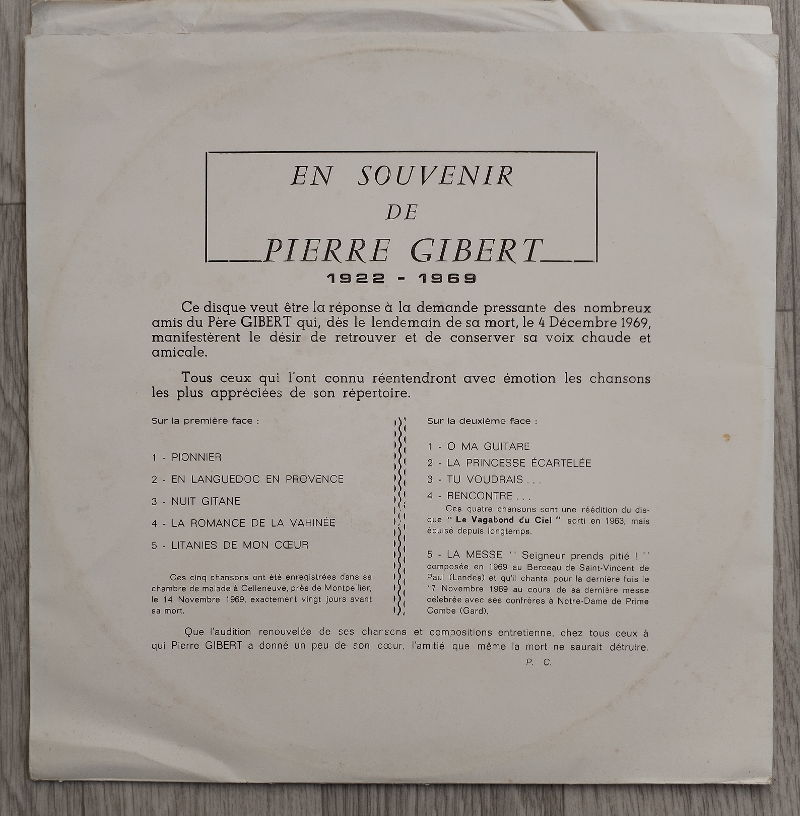 EN SOUVENIR
DE
PIERRE GIBERT
1922 - 1969
Ce disque veut être la réponse à la demande pressante des nombreux
amis du Père GIBERT qui, dès le lendemain de sa mort, le 4 Décembre 1969,
manifestèrent le désir de retrouver et de conserver sa voix chaude et
amicale.
Tous ceux qui l'ont connu réentendront avec émotion les chansons
les plus appréciées de son répertoire.
Sur la première face :
1 - PIONNIER
2 - EN LANGUEDOC EN PROVENCE
3 - NUIT GITANE
4 - LA ROMANCE DE LA VAHINÉE
5 - LITANIES DE MON CŒUR
Ces cinq chansons ont été enregistrées dans sa
chambre de malade à Celleneuve, près de Montpellier,
le 14 Novembre 1969, exactement vingt jours avant
sa mort.
Sur la deuxième face :
1 - O MA GUITARE
2 - LA PRINCESSE ÉCARTELÉE
3 - TU VOUDRAIS . . .
4 - RENCONTRE . . .
Ces quatre chansons sont une réédition du dis-
que " Le Vagabond du Ciel " sorti en 1963, mais
épuisé depuis longtemps.
5 - LA MESSE " Seigneur prends pitié ! "
composée en 1969 au Berceau de Saint-Vincent de
Paul (Landes) et qu'il chanta pour la dernière fois le
17 Novembre 1969 au cours de sa dernière messe
célébrée avec ses confrères à Notre-Dame de Prime
Combe (Gard).
Que l'audition renouvelée de ses chansons et compositions entretienne, chez tous ceux à
qui Pierre GIBERT a donné un peu de son cœur, l'amitié que même la mort ne saurait détruire.
P. C.